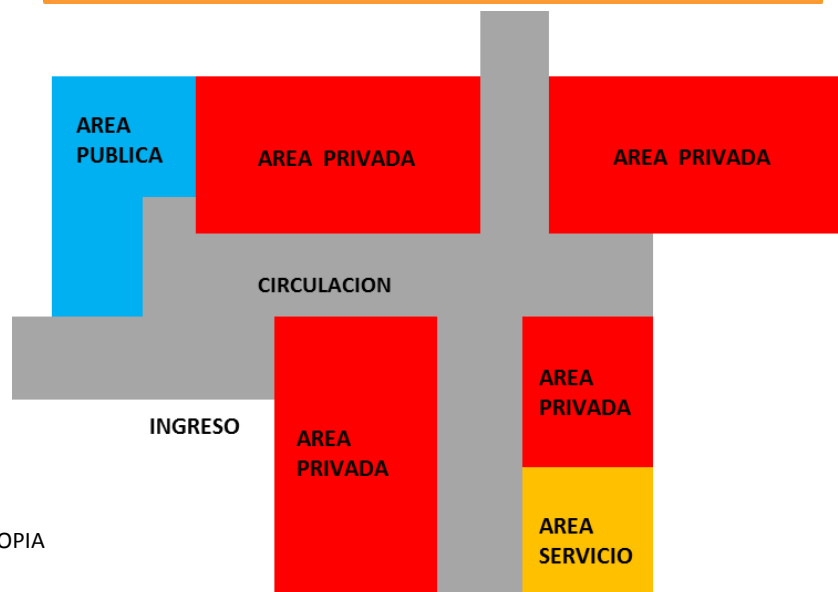 AREA
PUBLICA
AREA PRIVADA
AREA PRIVADA
CIRCULACION
AREA
PRIVADA
INGRESO
AREA
PRIVADA
AREA
SERVICIO
OPIA